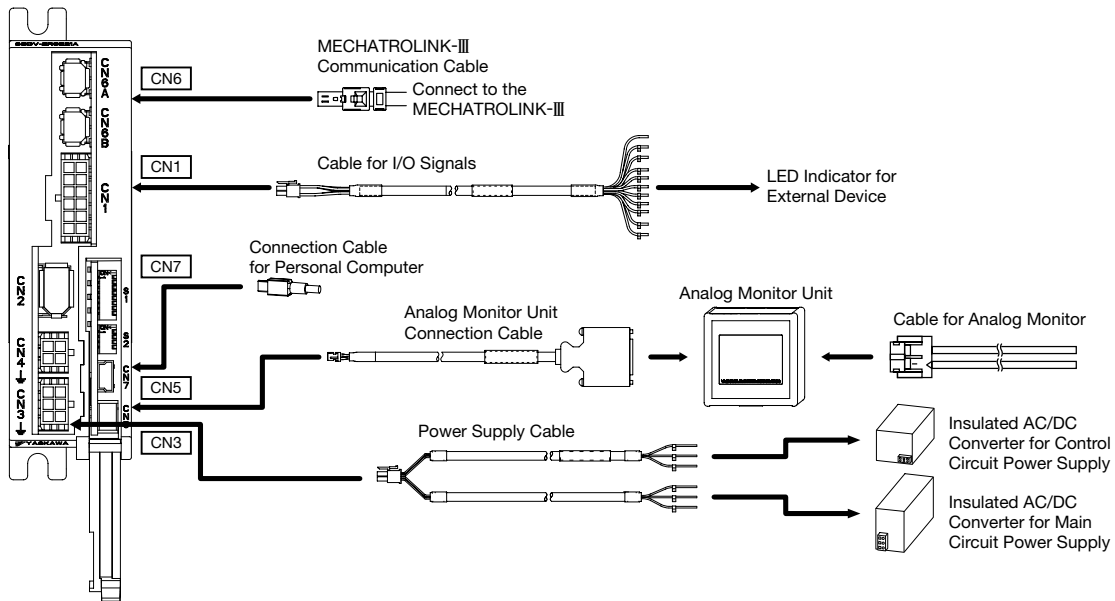 MECHATROLINK-Ⅲ
Communication Cable
CN6
Connect to the
MECHATROLINK-Ⅲ
CN6A
CN6B
CN1
Cable for I/O Signals
LED Indicator for
External Device
CN1
Connection Cable
for Personal Computer
CN7
CN2
S1
Analog Monitor Unit
Connection Cable
Analog Monitor Unit
Cable for Analog Monitor
S2
CN4
CN7
CN5
CN3
CN3
YASKAWA
Power Supply Cable
Insulated AC/DC
Converter for Control
Circuit Power Supply
Insulated AC/DC
Converter for Main
Circuit Power Supply